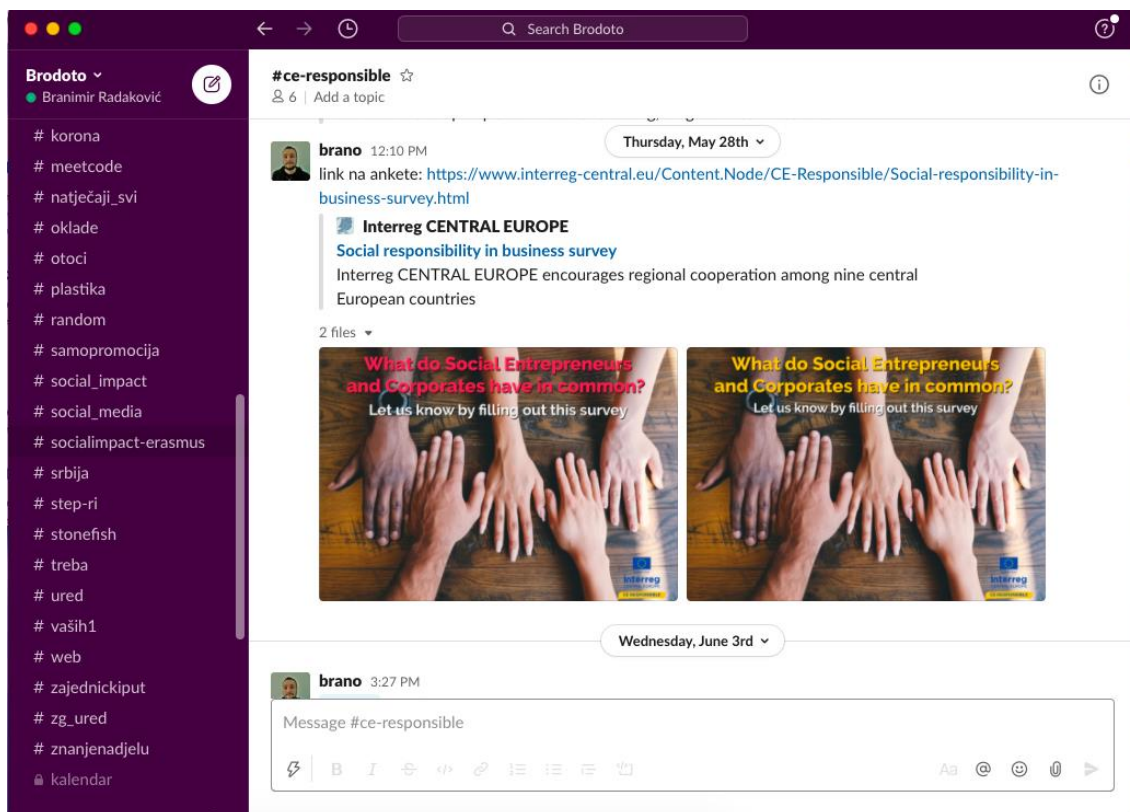 Search Brodoto
Brodoto
Branimir Radaković
# korona
# meetcode
# natječaji_svi
# oklade
# otoci
# plastika
# random
# samopromocija
# social_impact
# social_media
# socialimpact-erasmus
# srbija
# step-ri
# stonefish
# treba
# ured
# vaših1
# web
# zajednickiput
# zg_ured
# znanjenadjelu
kalendar
#ce-responsible
6 | Add a topic
Thursday, May 28th
brano 12:10 PM
link na ankete: https://www.interreg-central.eu/Content.Node/CE-Responsible/Social-responsibility-in-
business-survey.html
Interreg CENTRAL EUROPE
Social responsibility in business survey
Interreg CENTRAL EUROPE encourages regional cooperation among nine central
European countries
2 files
What do Social Entrepreneurs
and Corporates have in common?
Let us know by filling out this survey
Interreg
What do Social Entrepreneurs
and Corporates have in common?
Let us know by filling out this survey
Interreg
Wednesday, June 3rd
brano 3:27 PM
Message #ce-responsible
B I S
Aa @